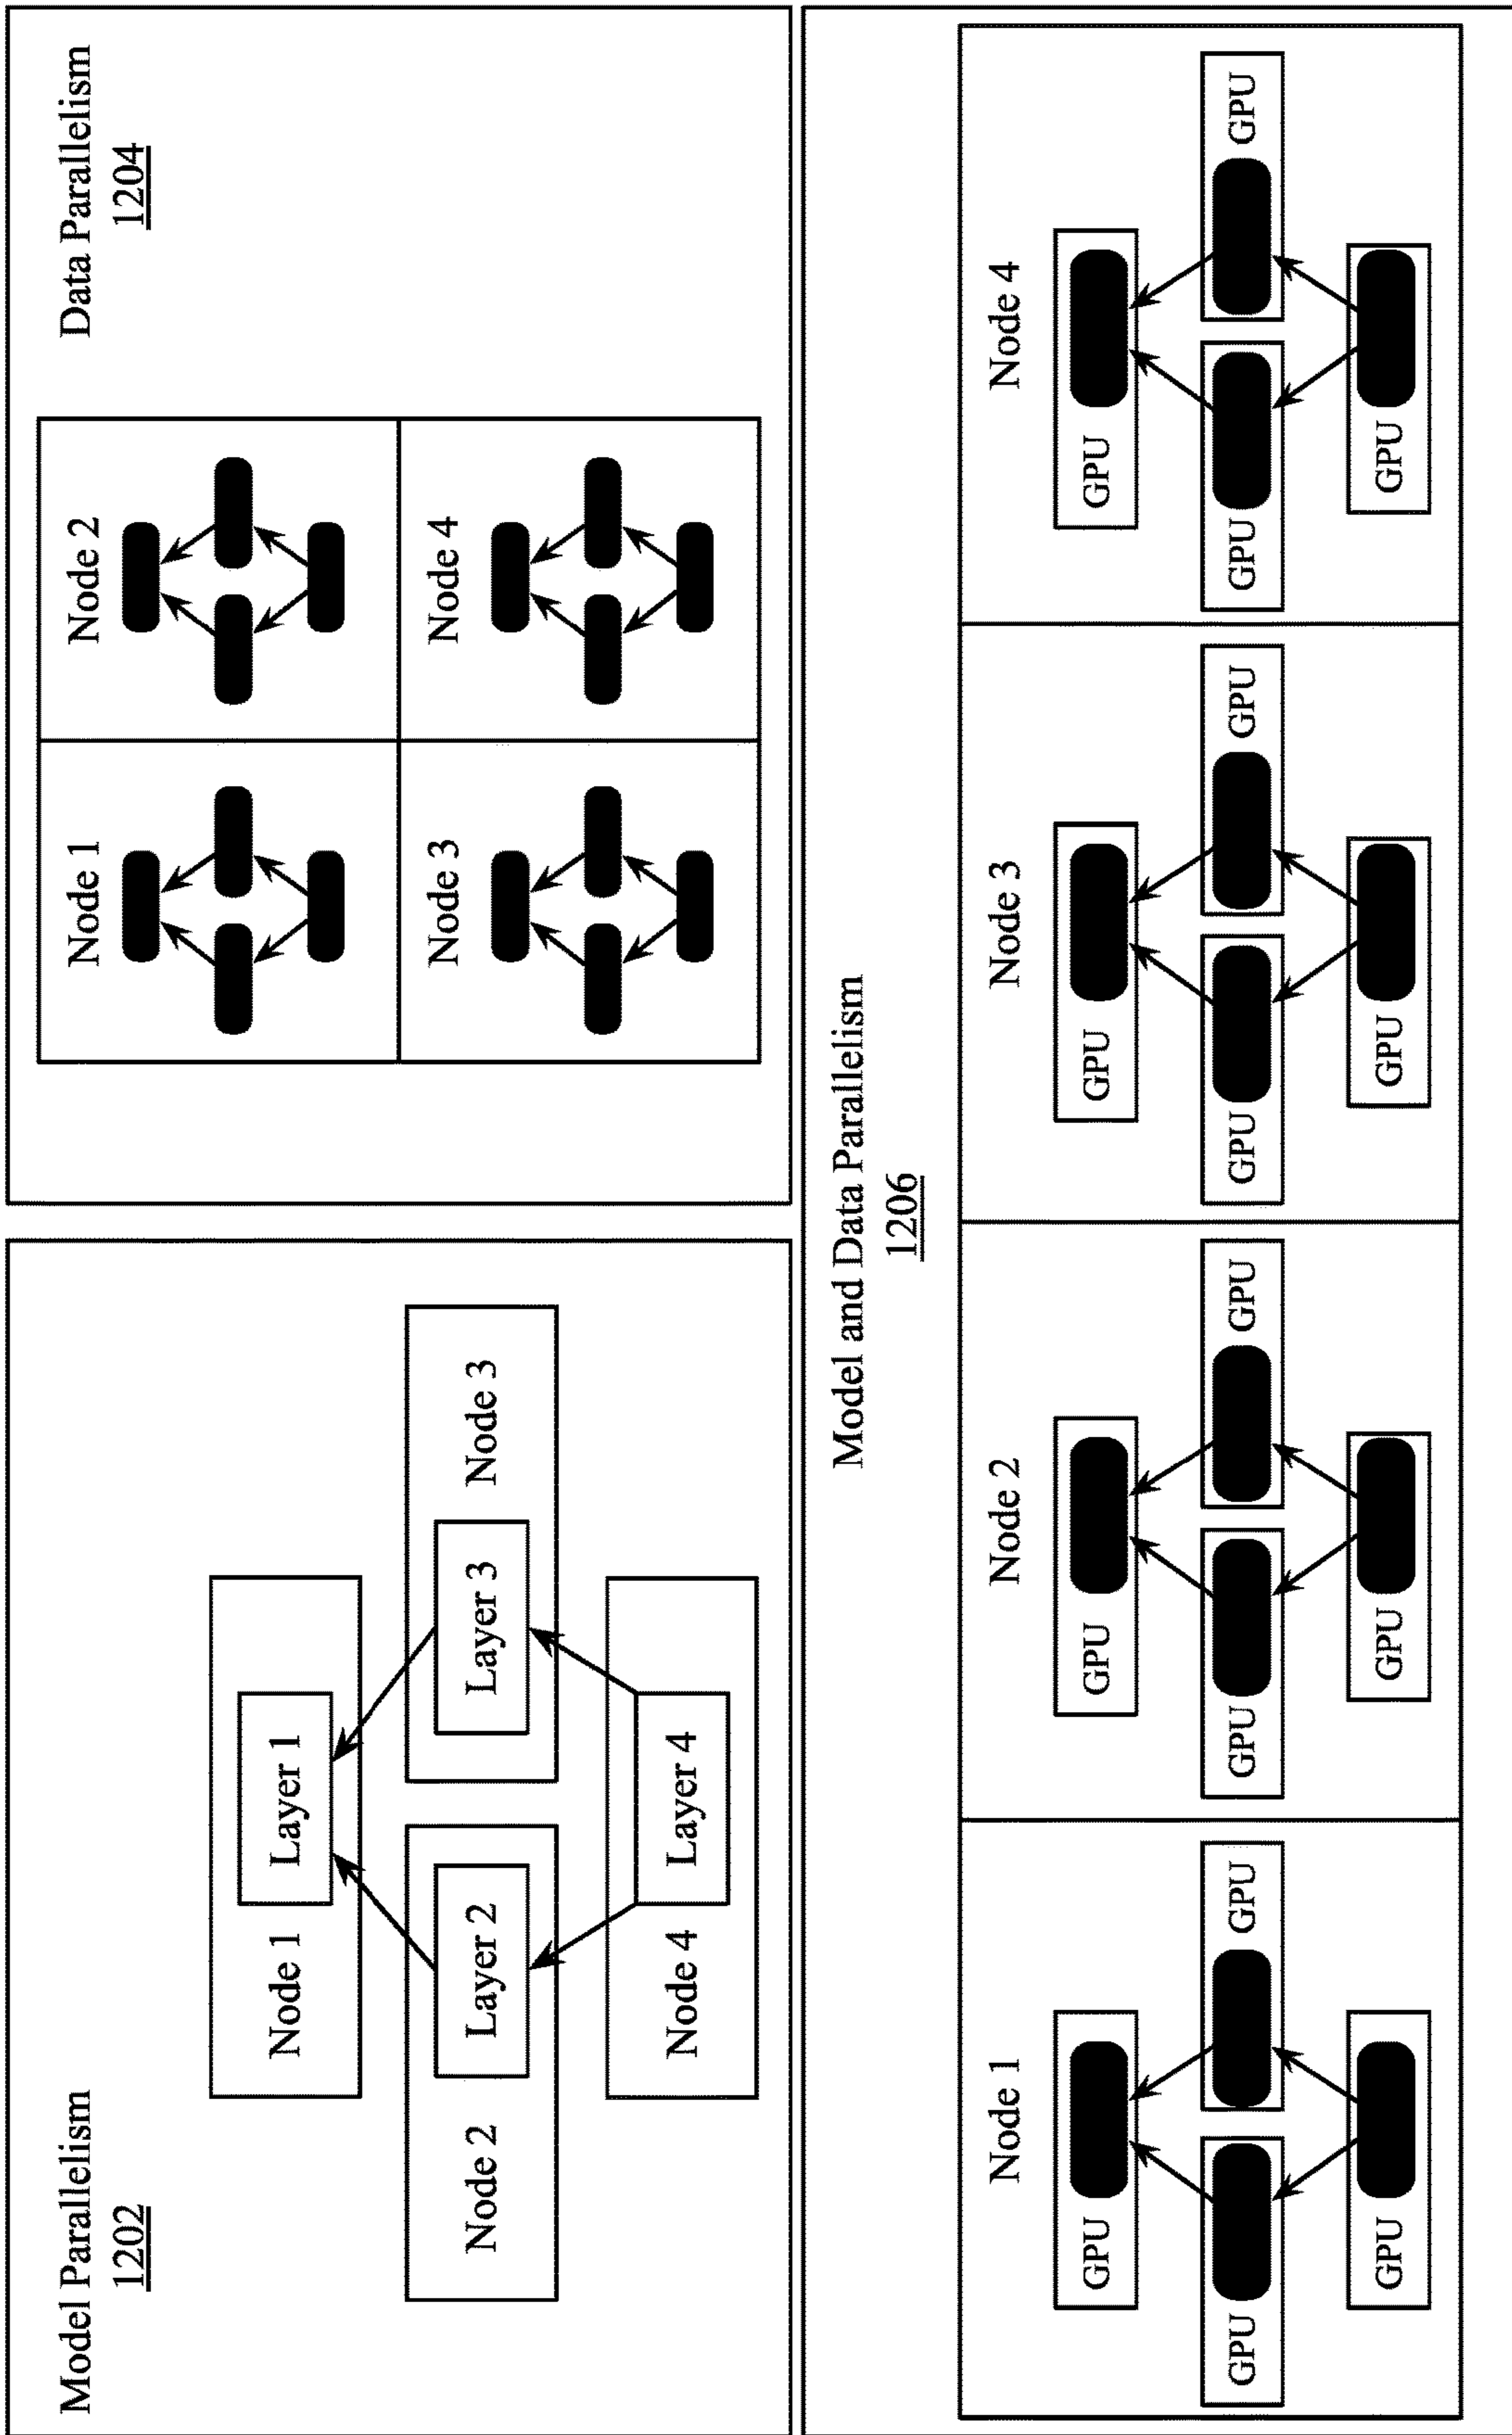 Model Parallelism
1202
Node 1
Layer 1
Node 2
Layer 2
Layer 3
Node 3
Node 4
Layer 4
Data Parallelism
1204
Node 1
Node 2
Node 3
Node 4
Model and Data Parallelism
1206
Node 1
GPU
GPU
GPU
GPU
Node 2
GPU
GPU
GPU
GPU
Node 3
GPU
GPU
GPU
GPU
Node 4
GPU
GPU
GPU
GPU